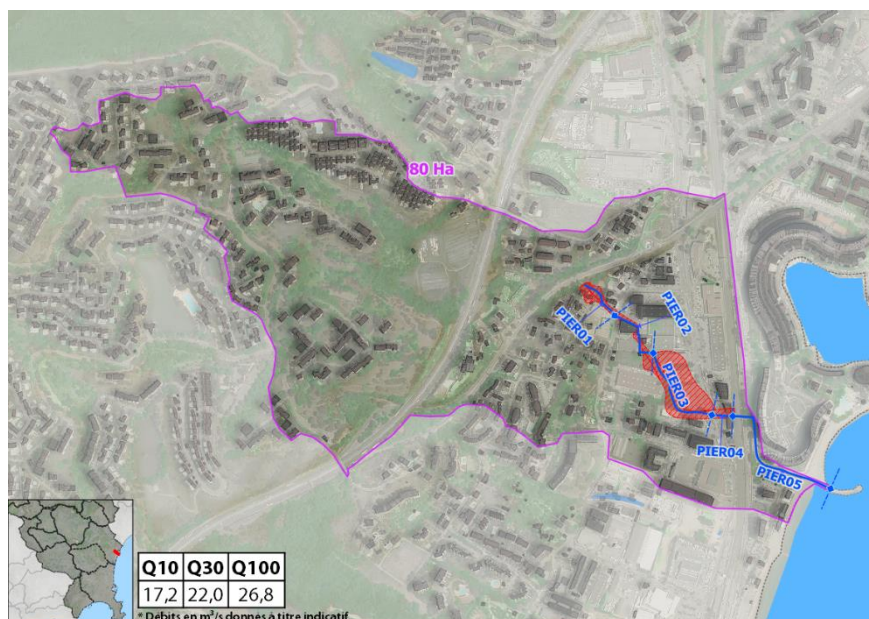 80 Ha
PIER01
PIER02
PIER03
PIER04
PIER05
Q10 Q30 Q100
17,2 22,0 26,8
* Débits en m³/s donnés à titre indicatif